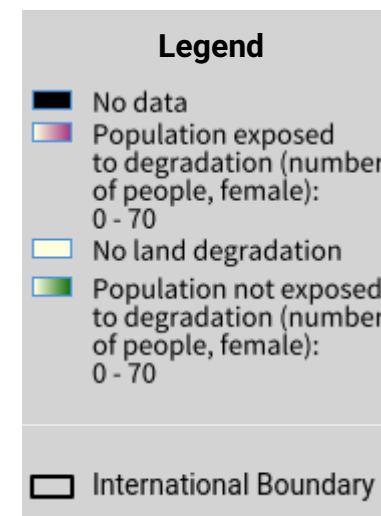 Legend
No data
Population exposed
to degradation (number
of people, female):
0 - 70
No land degradation
Population not exposed
to degradation (number
of people, female):
0 - 70
International Boundary